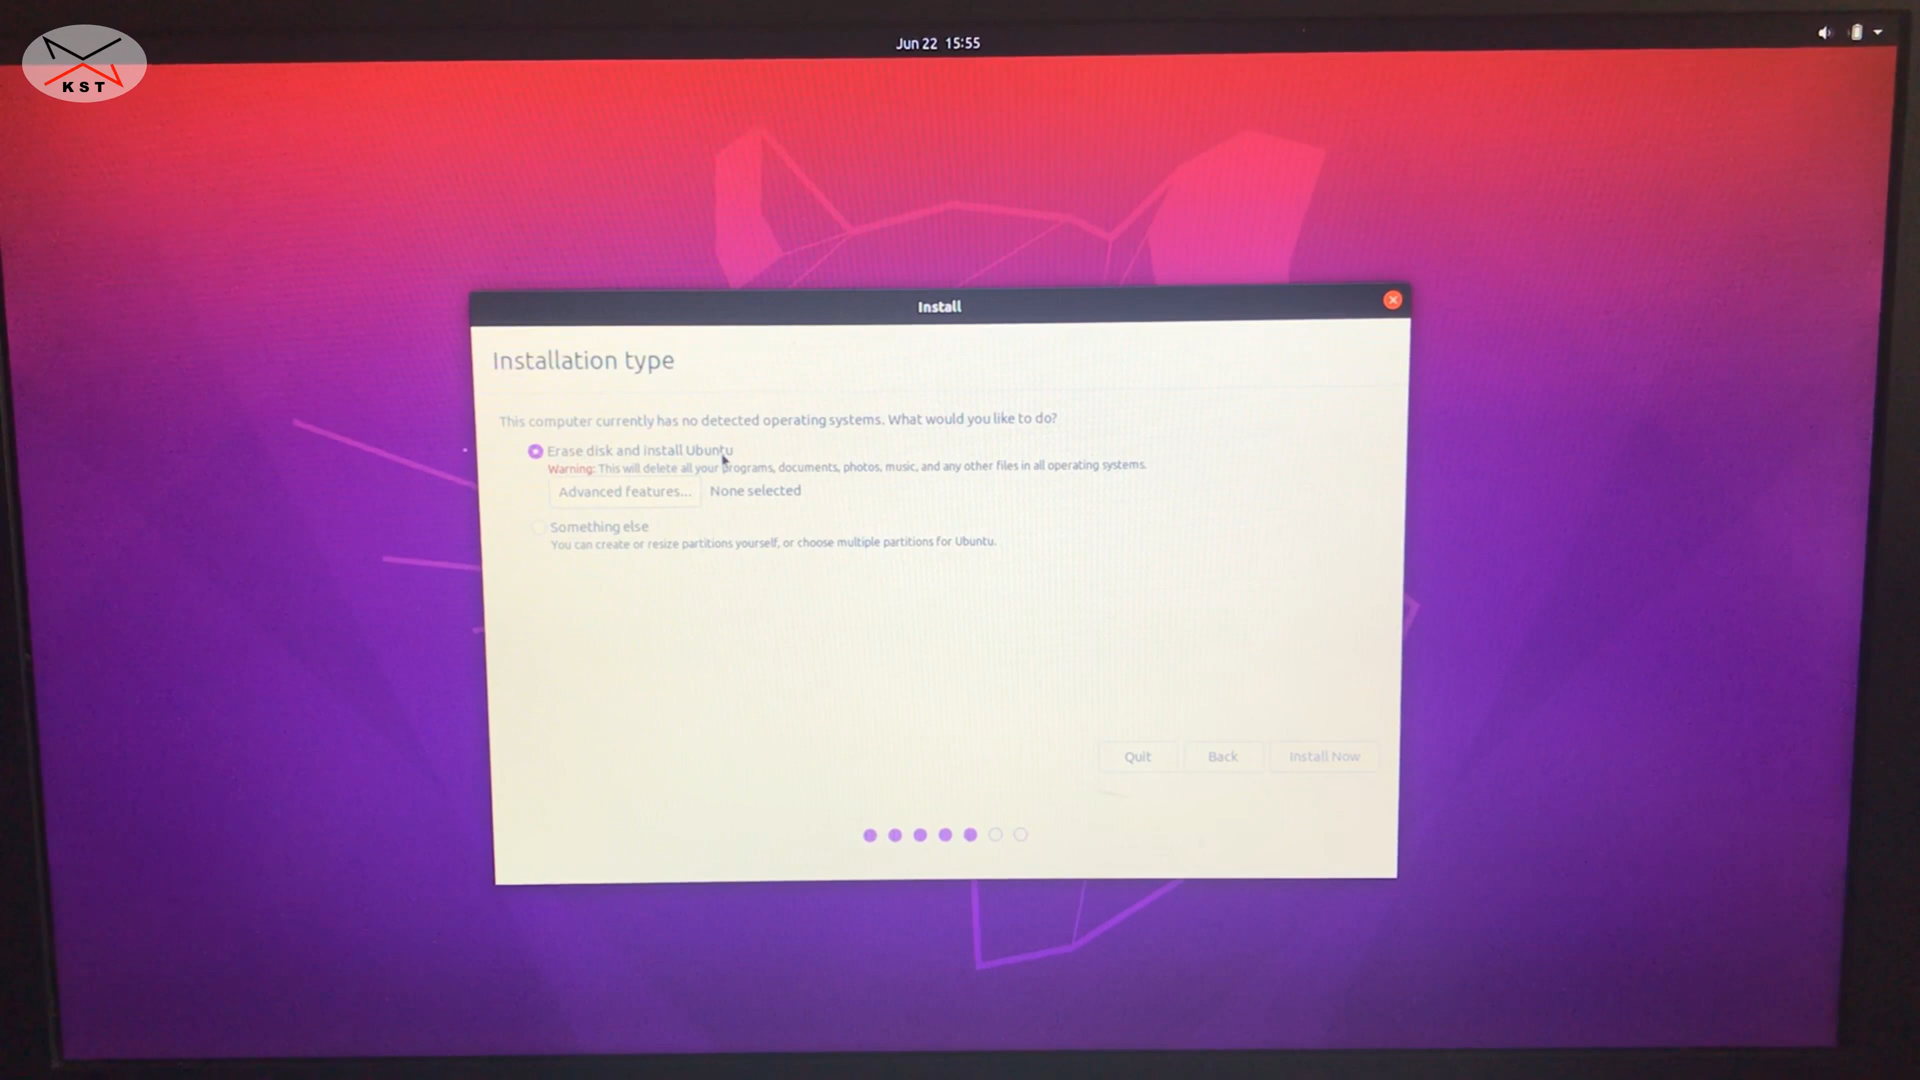 Jun 22 15:55
KST
Install
Installation type
This computer currently has no detected operating systems. What would you like to do?
Erase disk and install Ubuntu
Warning: This will delete all your programs, documents, photos, music, and any other files in all operating systems.
Advanced features... None selected
Something else
You can create or resize partitions yourself, or choose multiple partitions for Ubuntu.
Quit Back Install Now